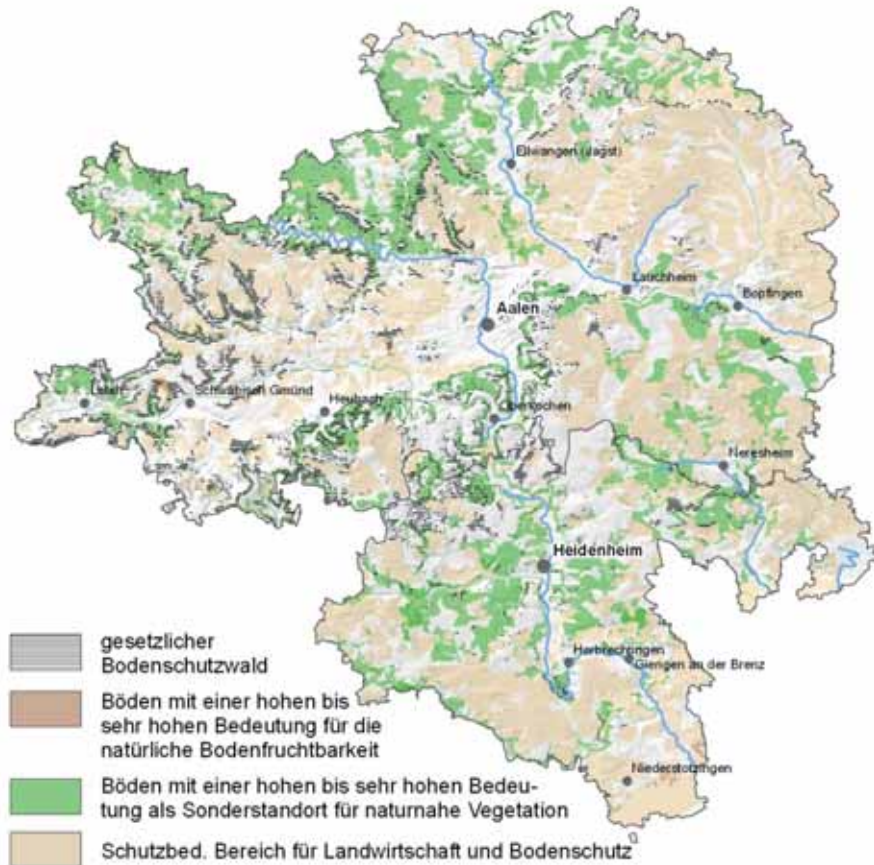 Ellwangen (Jagst)
Lauchheim
Bopfingen
Aalen
Lorch
Schwäbisch Gmünd
Heubach
Oberkochen
Neresheim
Heidenheim
Herbrechtingen
Giengen an der Brenz
Niederstotzingen
gesetzlicher
Bodenschutzwald
Böden mit einer hohen bis
sehr hohen Bedeutung für die
natürliche Bodenfruchtbarkeit
Böden mit einer hohen bis sehr hohen Bedeu-
tung als Sonderstandort für naturnahe Vegetation
Schutzbed. Bereich für Landwirtschaft und Bodenschutz